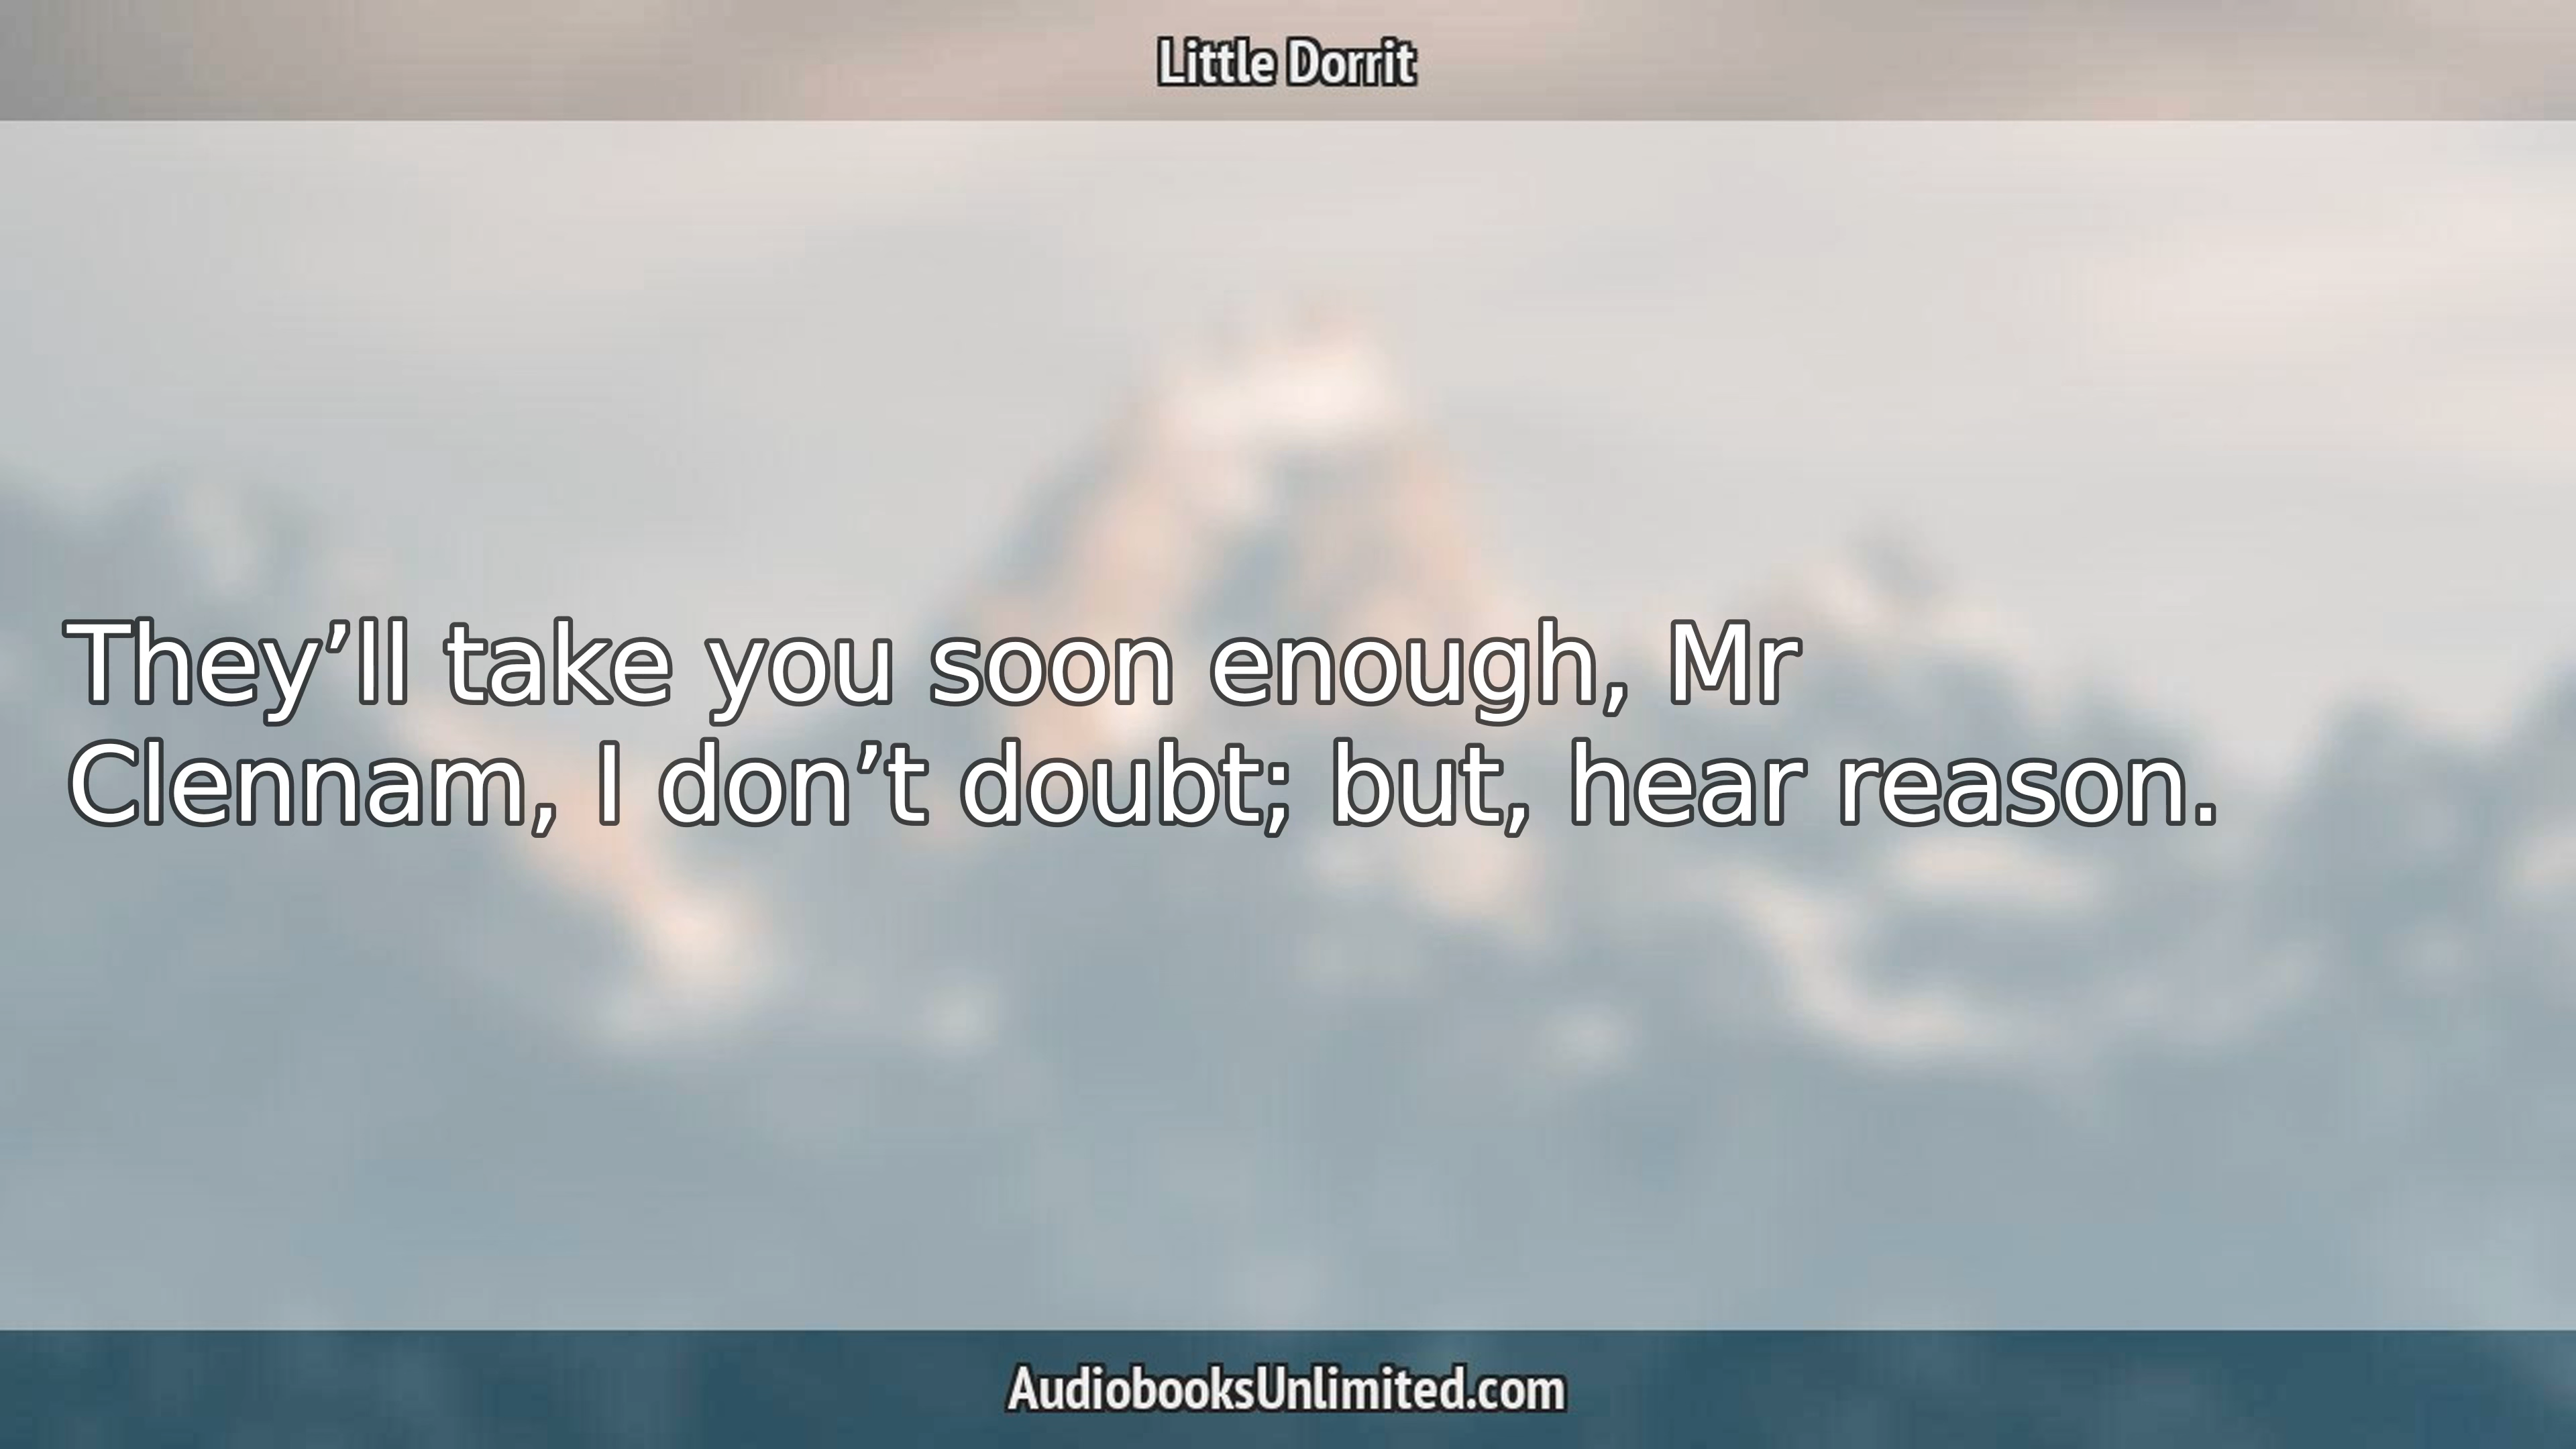 Little Dorrit
They’ll take you soon enough, Mr
Clennam, I don’t doubt; but, hear reason.
AudiobooksUnlimited.com